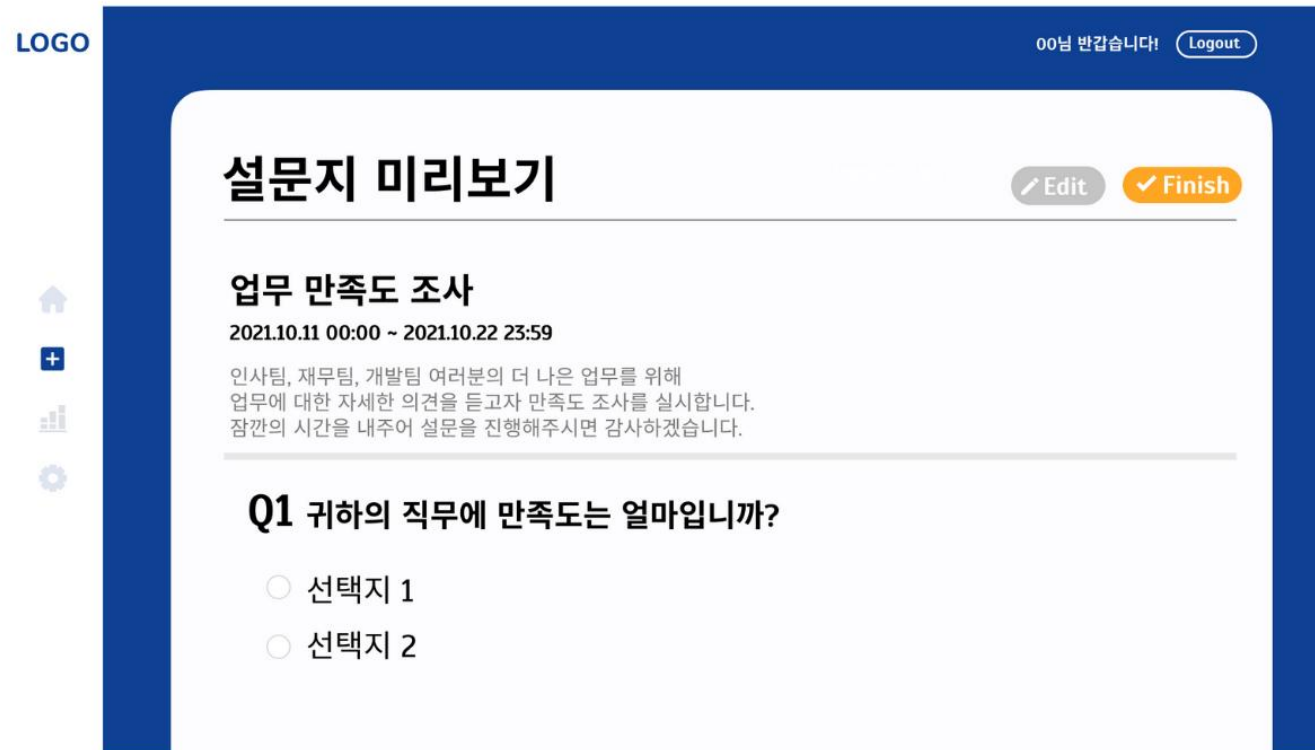 LOGO
00님 반갑습니다!
Logout
설문지 미리보기
Edit
Finish
업무 만족도 조사
2021.10.11 00:00 ~ 2021.10.22 23:59
인사팀, 재무팀, 개발팀 여러분의 더 나은 업무를 위해
업무에 대한 자세한 의견을 듣고자 만족도 조사를 실시합니다.
잠깐의 시간을 내주어 설문을 진행해주시면 감사하겠습니다.
Q1 귀하의 직무에 만족도는 얼마입니까?
선택지 1
선택지 2